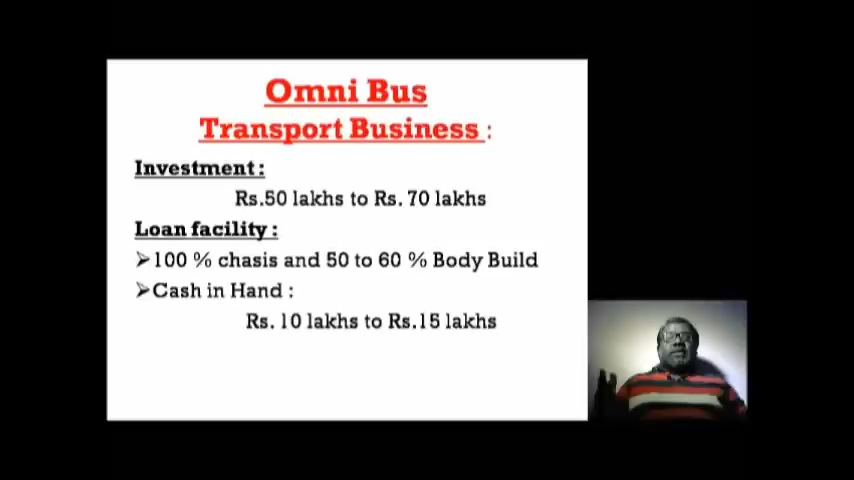 Omni Bus
Transport Business :
Investment :
Rs.50 lakhs to Rs. 70 lakhs
Loan facility :
➢100 % chasis and 50 to 60 % Body Build
➢Cash in Hand :
Rs. 10 lakhs to Rs.15 lakhs